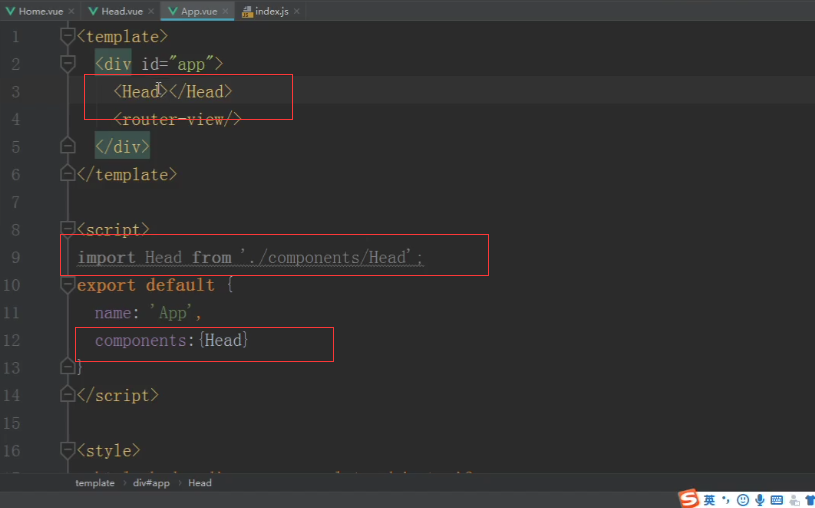 Home.vue Head.vue App.vue index.js
1 <template>
2 <div id="app">
3 <Head></Head>
4 <router-view/>
5 </div>
6 </template>
7
8 <script>
9 import Head from './components/Head';
10 export default {
11 name: 'App',
12 components:{Head}
13 }
14 </script>
15
16 <style>
template div#app Head
S 英